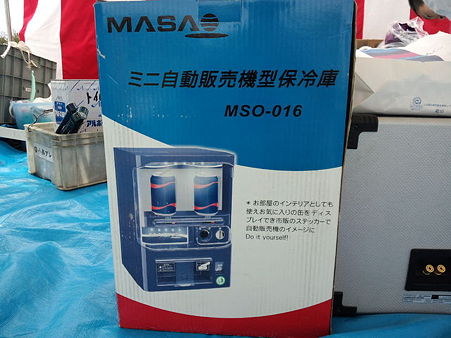 MASAO
ミニ自動販売機型保冷庫
MSO-016
* お部屋のインテリアとしても
使えお気に入りの缶をディス
プレイでき市販のステッカーで
自動販売機のイメージに
Do it yourself!!